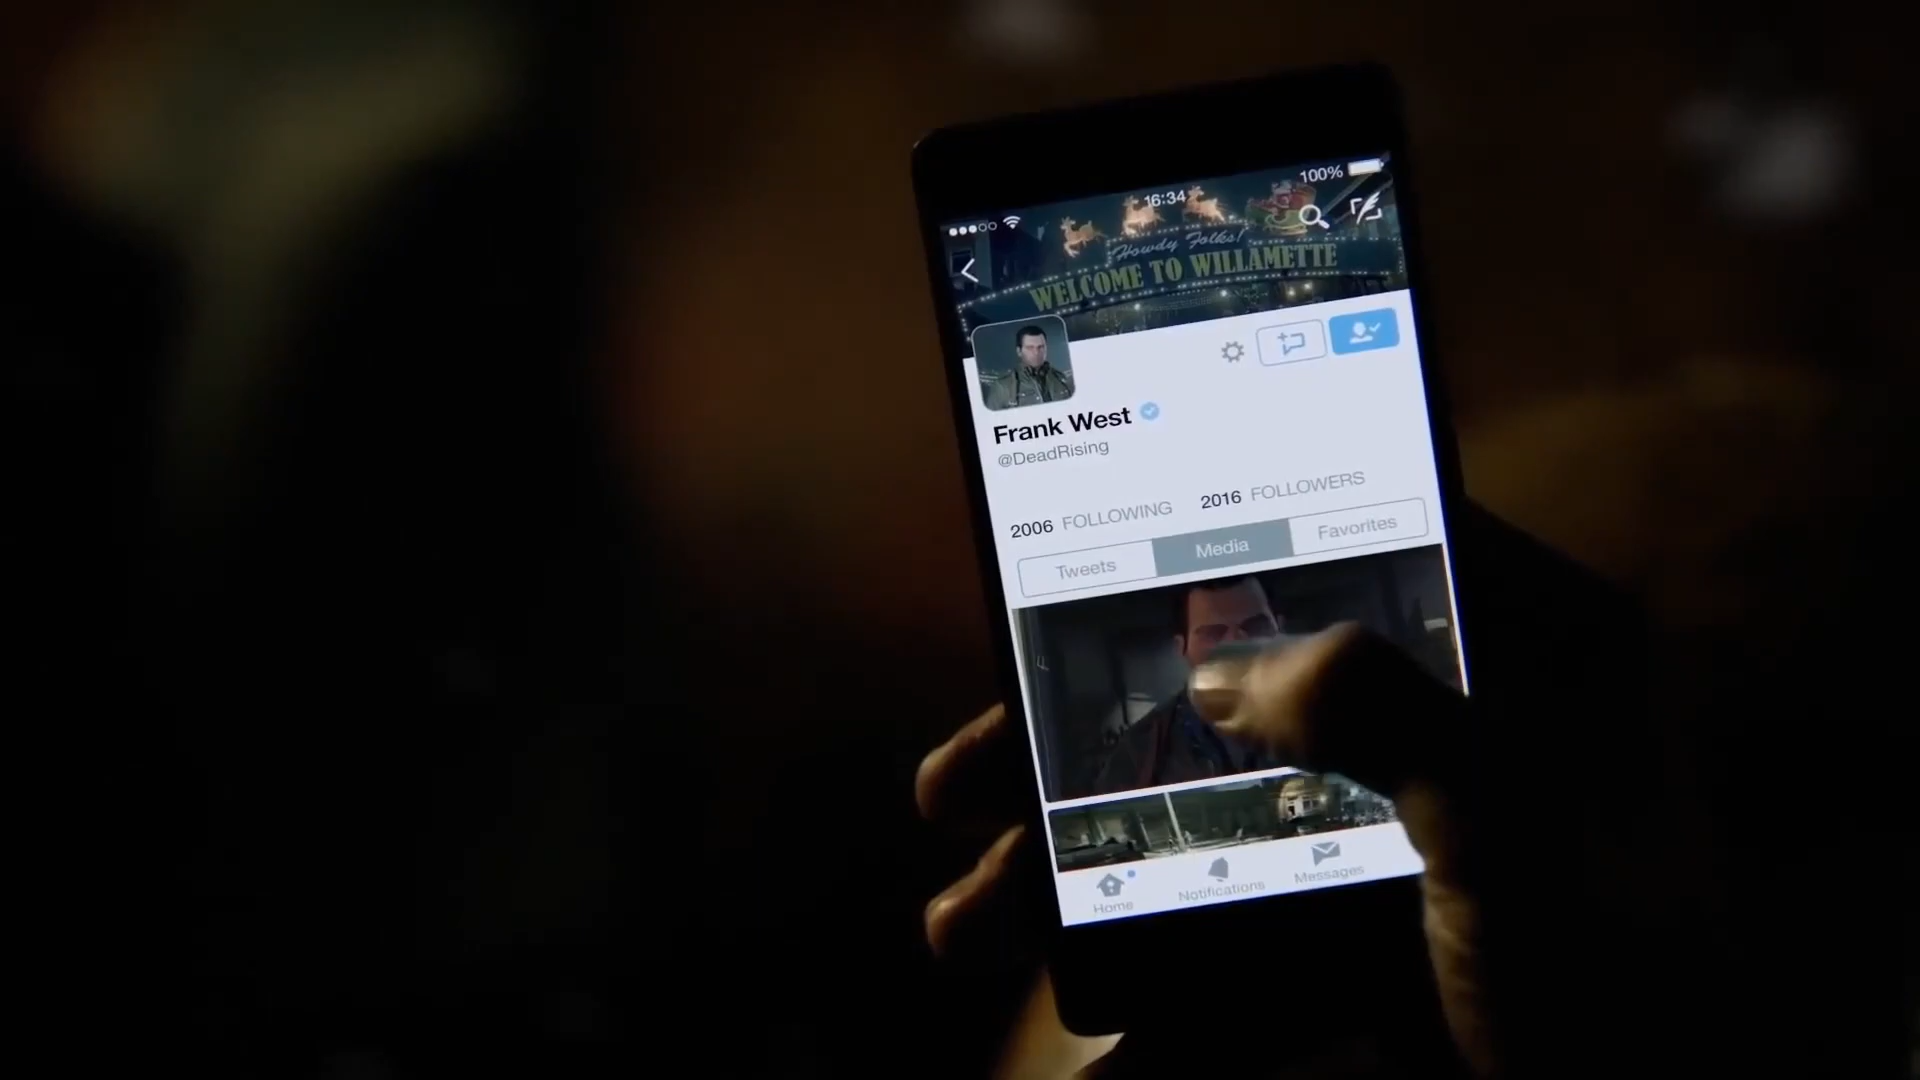 16:34
100%
Howdy Folks!
WELCOME TO WILLAMETTE
Frank West
@DeadRising
2006 FOLLOWING 2016 FOLLOWERS
Tweets Media Favorites
Home Notifications Messages